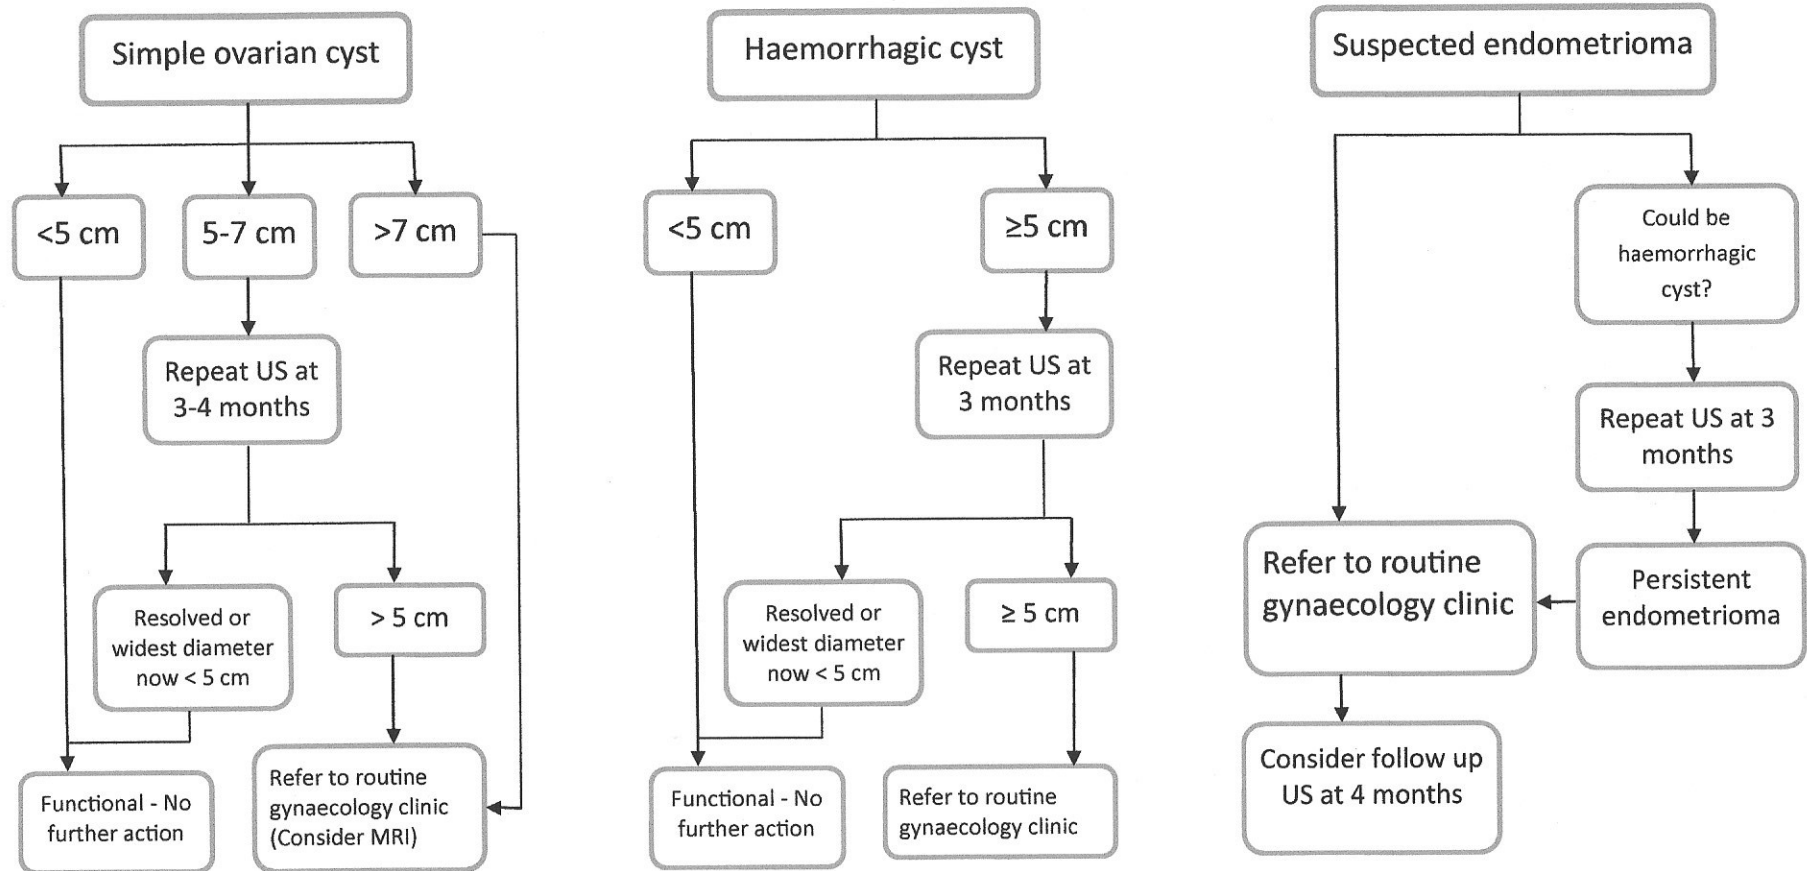 Simple ovarian cyst
<5 cm
5-7 cm
>7 cm
Repeat US at
3-4 months
Resolved or
widest diameter
now < 5 cm
> 5 cm
Functional - No
further action
Refer to routine
gynaecology clinic
(Consider MRI)
Haemorrhagic cyst
<5 cm
≥5 cm
Repeat US at
3 months
Resolved or
widest diameter
now < 5 cm
≥ 5 cm
Functional - No
further action
Refer to routine
gynaecology clinic
Suspected endometrioma
Could be
haemorrhagic
cyst?
Repeat US at 3
months
Persistent
endometrioma
Refer to routine
gynaecology clinic
Consider follow up
US at 4 months